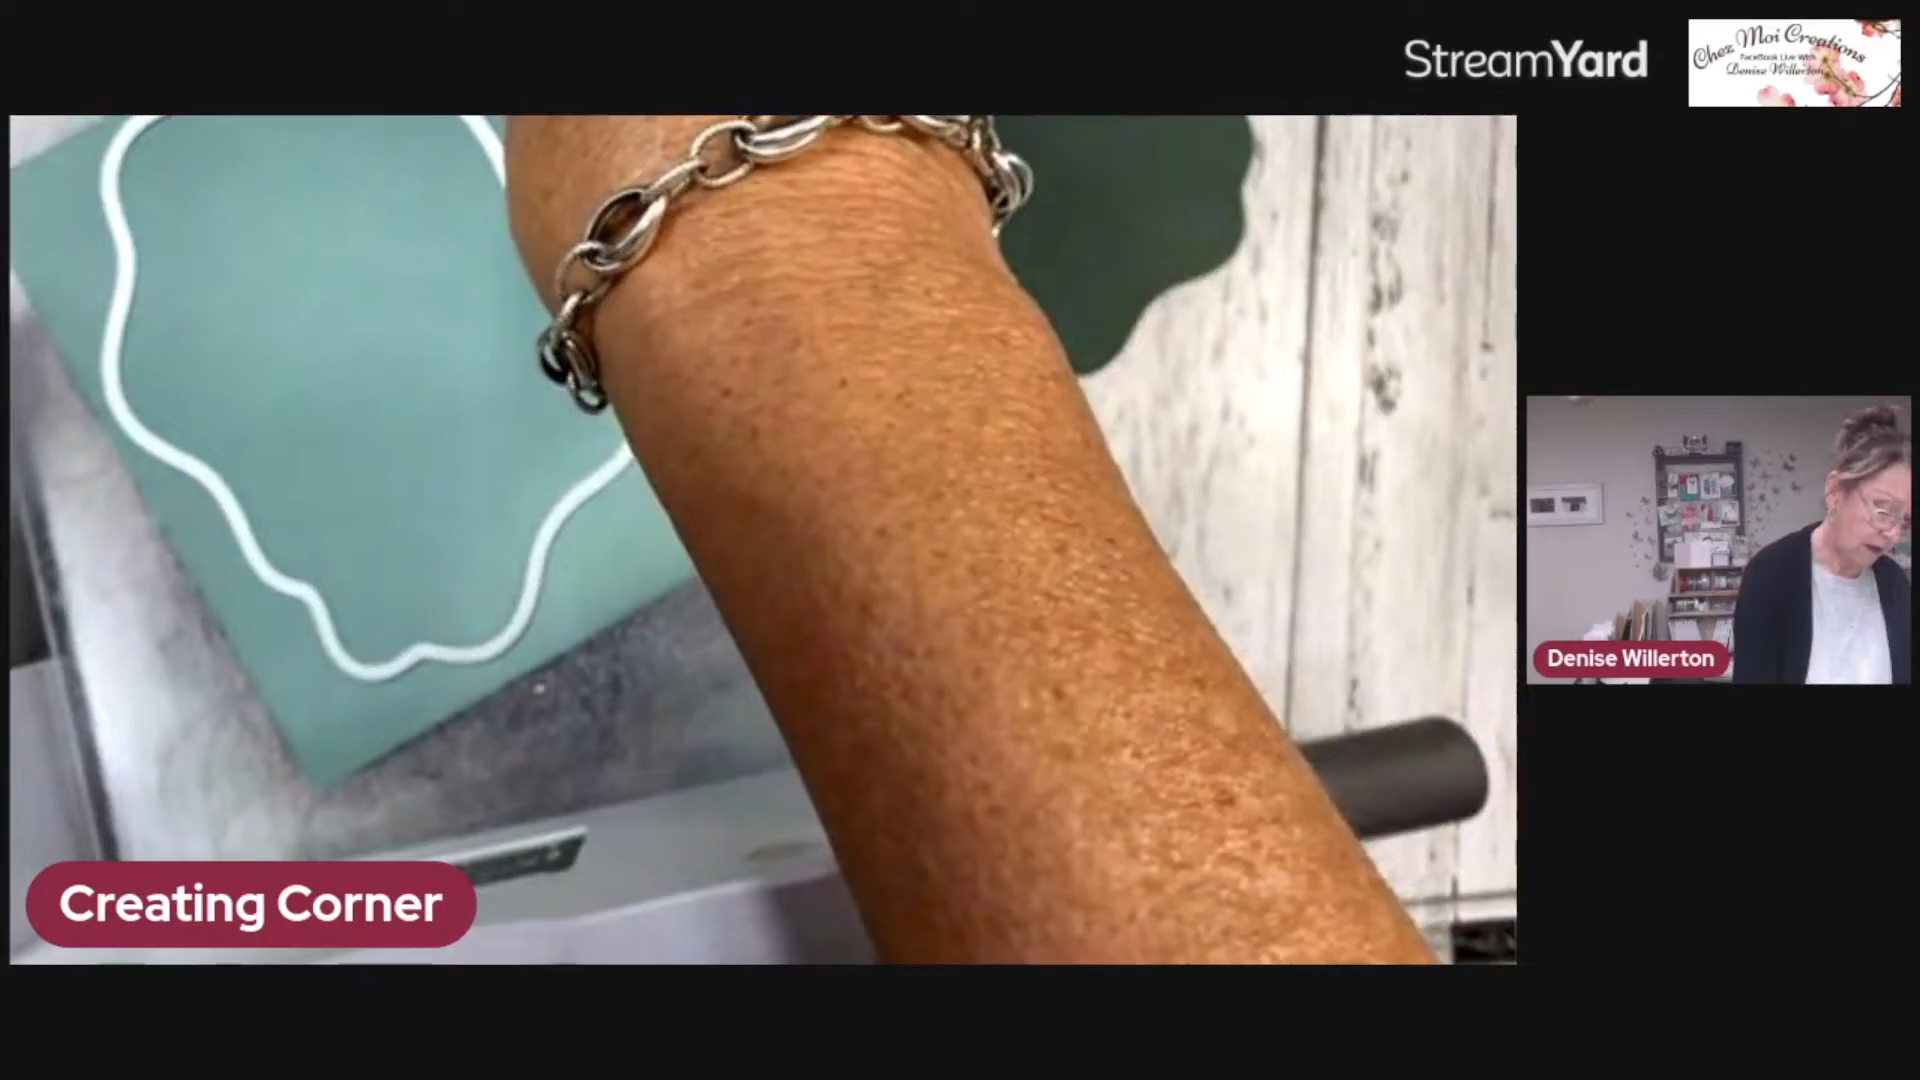 StreamYard
Chez Moi Creations
FaceBook Live With
Denise Willerton
Denise Willerton
Creating Corner